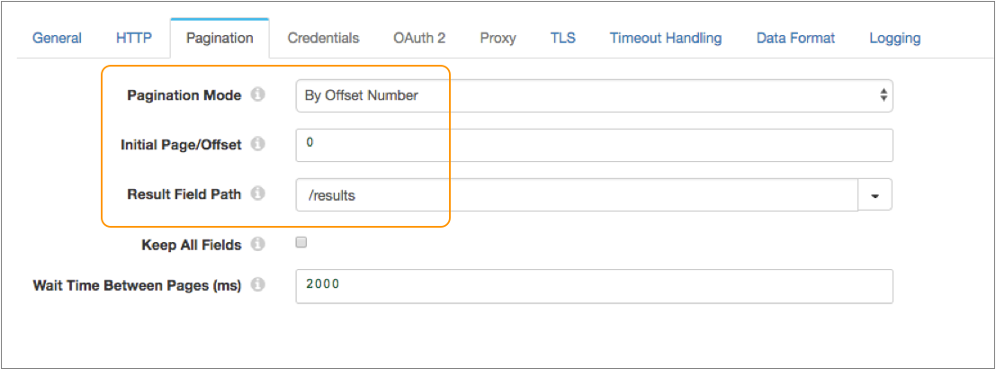 General HTTP Pagination Credentials OAuth 2 Proxy TLS Timeout Handling Data Format Logging
Pagination Mode By Offset Number
Initial Page/Offset 0
Result Field Path /results
Keep All Fields
Wait Time Between Pages (ms) 2000